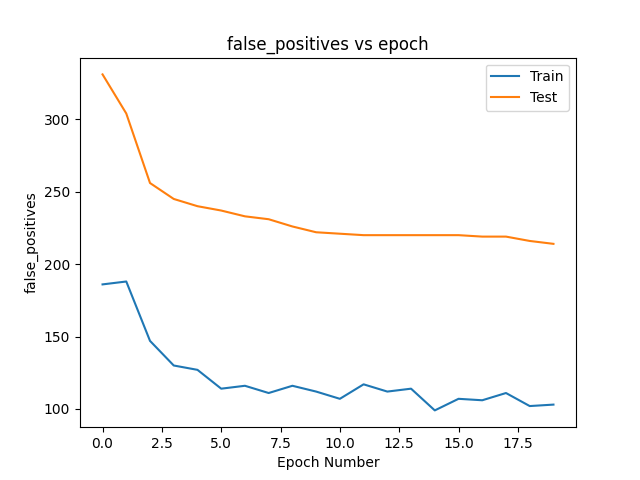 false_positives vs epoch
Train
Test
false_positives
300
250
200
150
100
0.0 2.5 5.0 7.5 10.0 12.5 15.0 17.5
Epoch Number